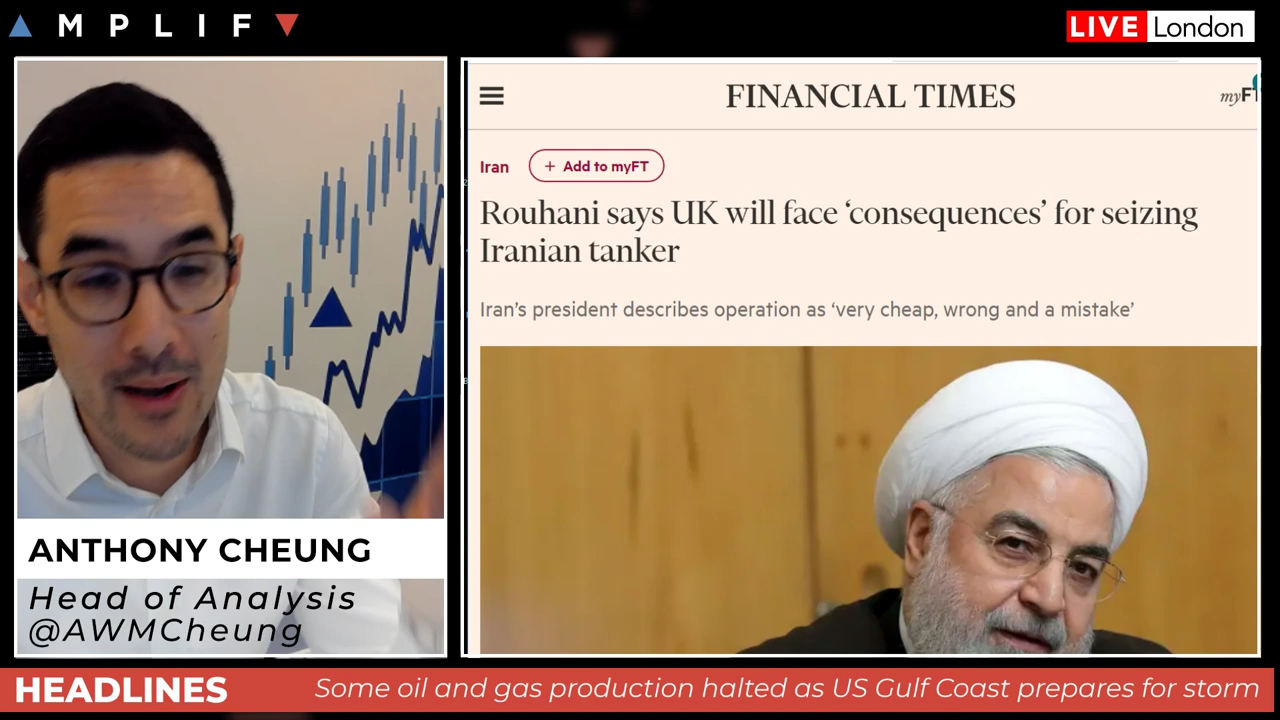 AMPLIFY
LIVE London
FINANCIAL TIMES
myFT
Iran
+ Add to myFT
Rouhani says UK will face ‘consequences’ for seizing
Iranian tanker
Iran’s president describes operation as ‘very cheap, wrong and a mistake’
ANTHONY CHEUNG
Head of Analysis
@AWMCheung
HEADLINES Some oil and gas production halted as US Gulf Coast prepares for storm